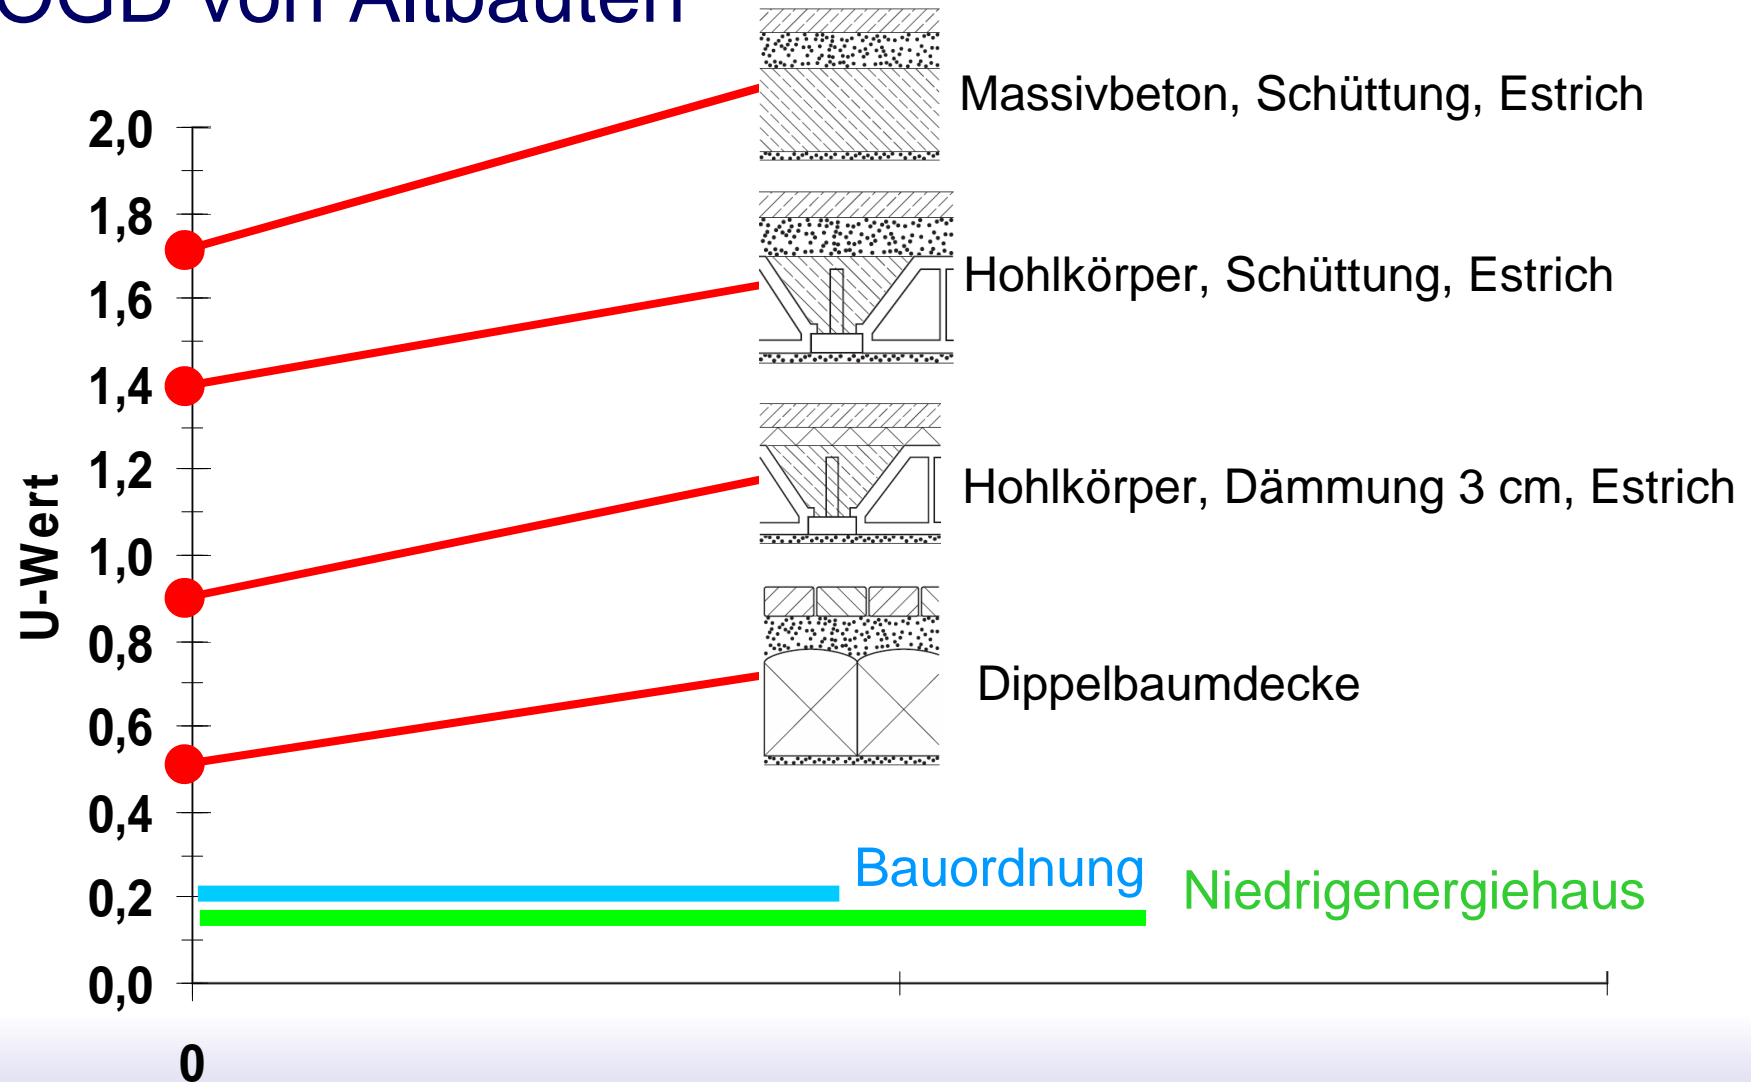 OGD von Altbauten
Massivbeton, Schüttung, Estrich
2,0
1,8
Hohlkörper, Schüttung, Estrich
1,6
1,4
1,2
Hohlkörper, Dämmung 3 cm, Estrich
U-Wert
1,0
0,8
Dippelbaumdecke
0,6
0,4
Bauordnung
Niedrigenergiehaus
0,2
0,0
0